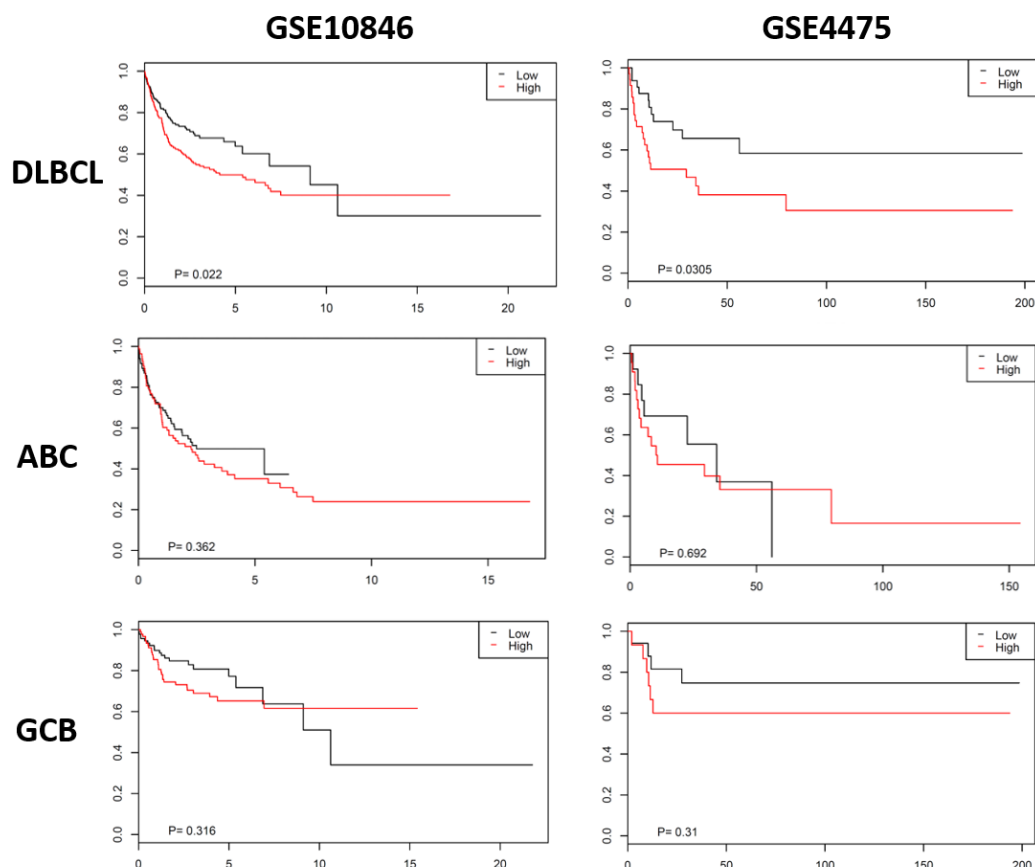 GSE10846 GSE4475
DLBCL
Low
High
P= 0.022
0.0 0.2 0.4 0.6 0.8 1.0
0 5 10 15 20
Low
High
P= 0.0305
0.0 0.2 0.4 0.6 0.8 1.0
0 50 100 150 200
ABC
Low
High
P= 0.362
0.0 0.2 0.4 0.6 0.8 1.0
0 5 10 15
Low
High
P= 0.692
0.0 0.2 0.4 0.6 0.8 1.0
0 50 100 150
GCB
Low
High
P= 0.316
0.0 0.2 0.4 0.6 0.8 1.0
0 5 10 15 20
Low
High
P= 0.31
0.0 0.2 0.4 0.6 0.8 1.0
0 50 100 150 200